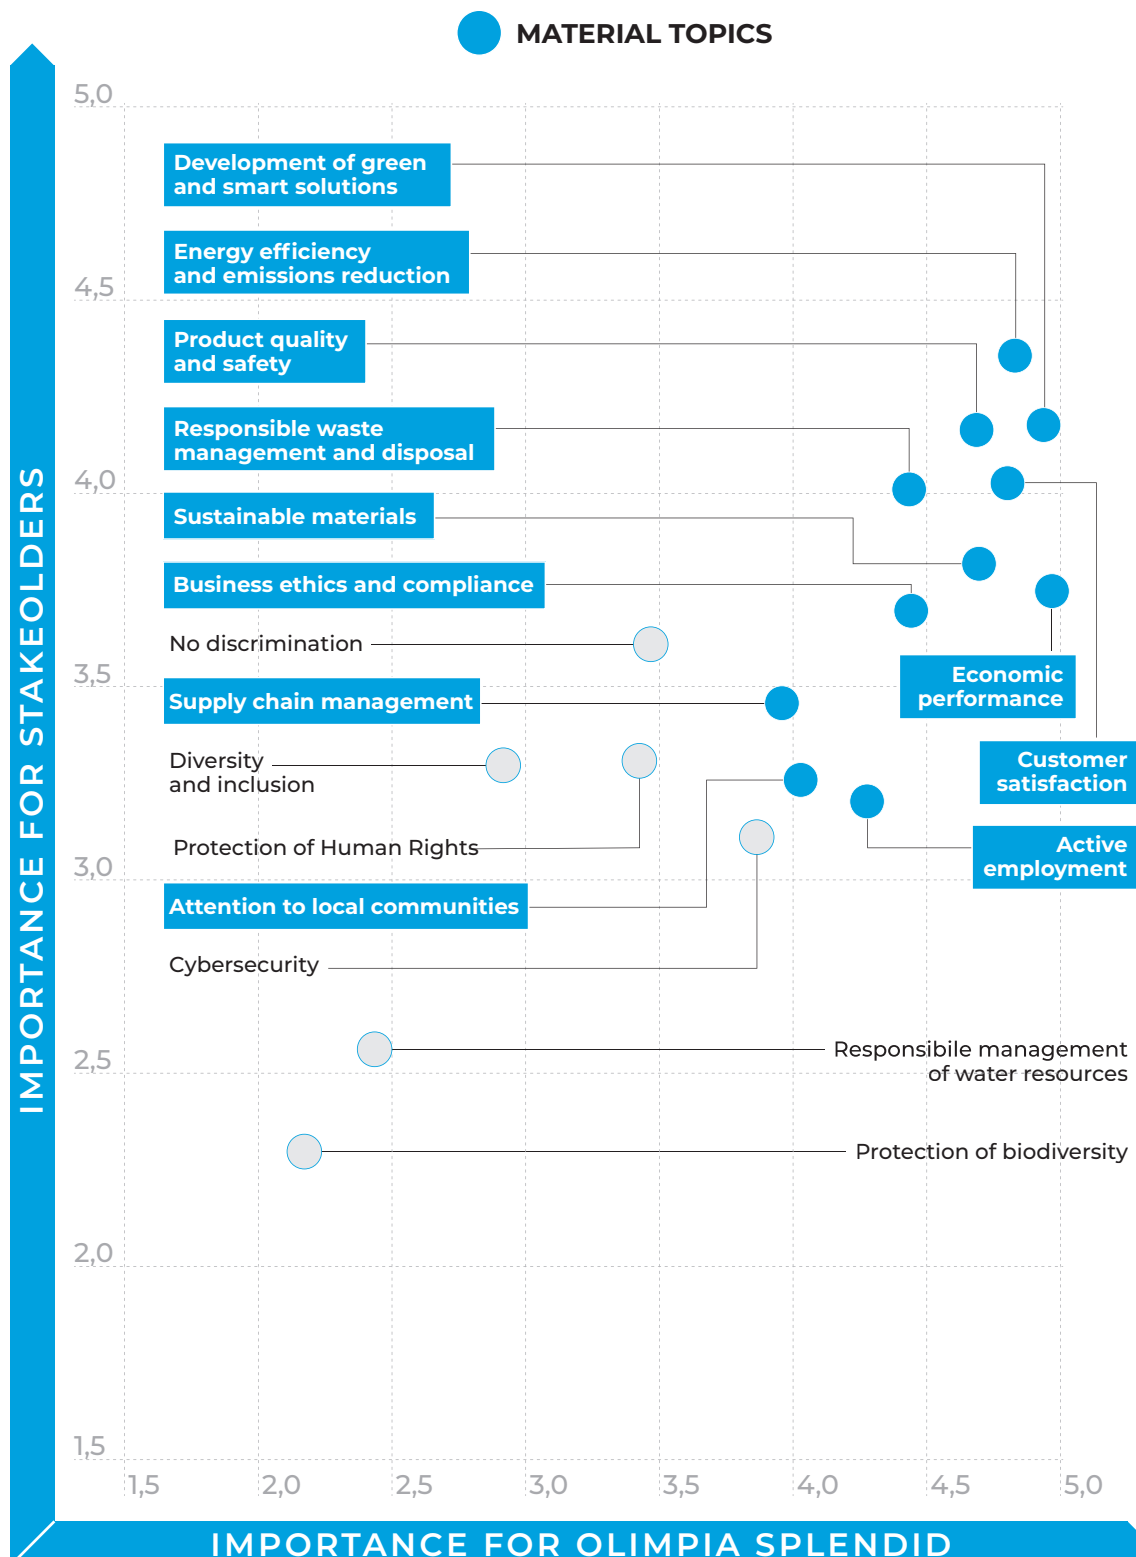 MATERIAL TOPICS
5,0
Development of green
and smart solutions
Energy efficiency
and emissions reduction
4,5
Product quality
and safety
Responsible waste
management and disposal
4,0
Sustainable materials
Business ethics and compliance
No discrimination
3,5
Economic
performance
Supply chain management
Diversity
and inclusion
Customer
satisfaction
Protection of Human Rights
Active
employment
3,0
Attention to local communities
Cybersecurity
Responsibile management
of water resources
2,5
Protection of biodiversity
2,0
1,5
1,5 2,0 2,5 3,0 3,5 4,0 4,5 5,0
IMPORTANCE FOR STAKEOLDERS
IMPORTANCE FOR OLIMPIA SPLENDID